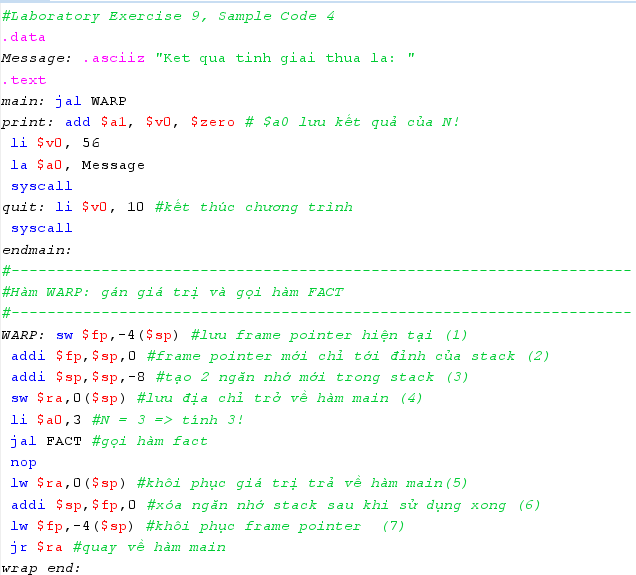 #Laboratory Exercise 9, Sample Code 4
.data
Message: .asciiz "Ket qua tinh giai thua la: "
.text
main: jal WARP
print: add $a1, $v0, $zero # $a0 lưu kết quả của N!
li $v0, 56
la $a0, Message
syscall
quit: li $v0, 10 #kết thúc chương trình
syscall
endmain:
#----------------------------------------------------------------------
#Hàm WARP: gán giá trị và gọi hàm FACT
#----------------------------------------------------------------------
WARP: sw $fp,-4($sp) #lưu frame pointer hiện tại (1)
addi $fp,$sp,0 #frame pointer mới chỉ tới đỉnh của stack (2)
addi $sp,$sp,-8 #tạo 2 ngăn nhớ mới trong stack (3)
sw $ra,0($sp) #lưu địa chỉ trở về hàm main (4)
li $a0,3 #N = 3 => tính 3!
jal FACT #gọi hàm fact
nop
lw $ra,0($sp) #khôi phục giá trị trả về hàm main(5)
addi $sp,$fp,0 #xóa ngăn nhớ stack sau khi sử dụng xong (6)
lw $fp,-4($sp) #khôi phục frame pointer (7)
jr $ra #quay về hàm main
wrap end: